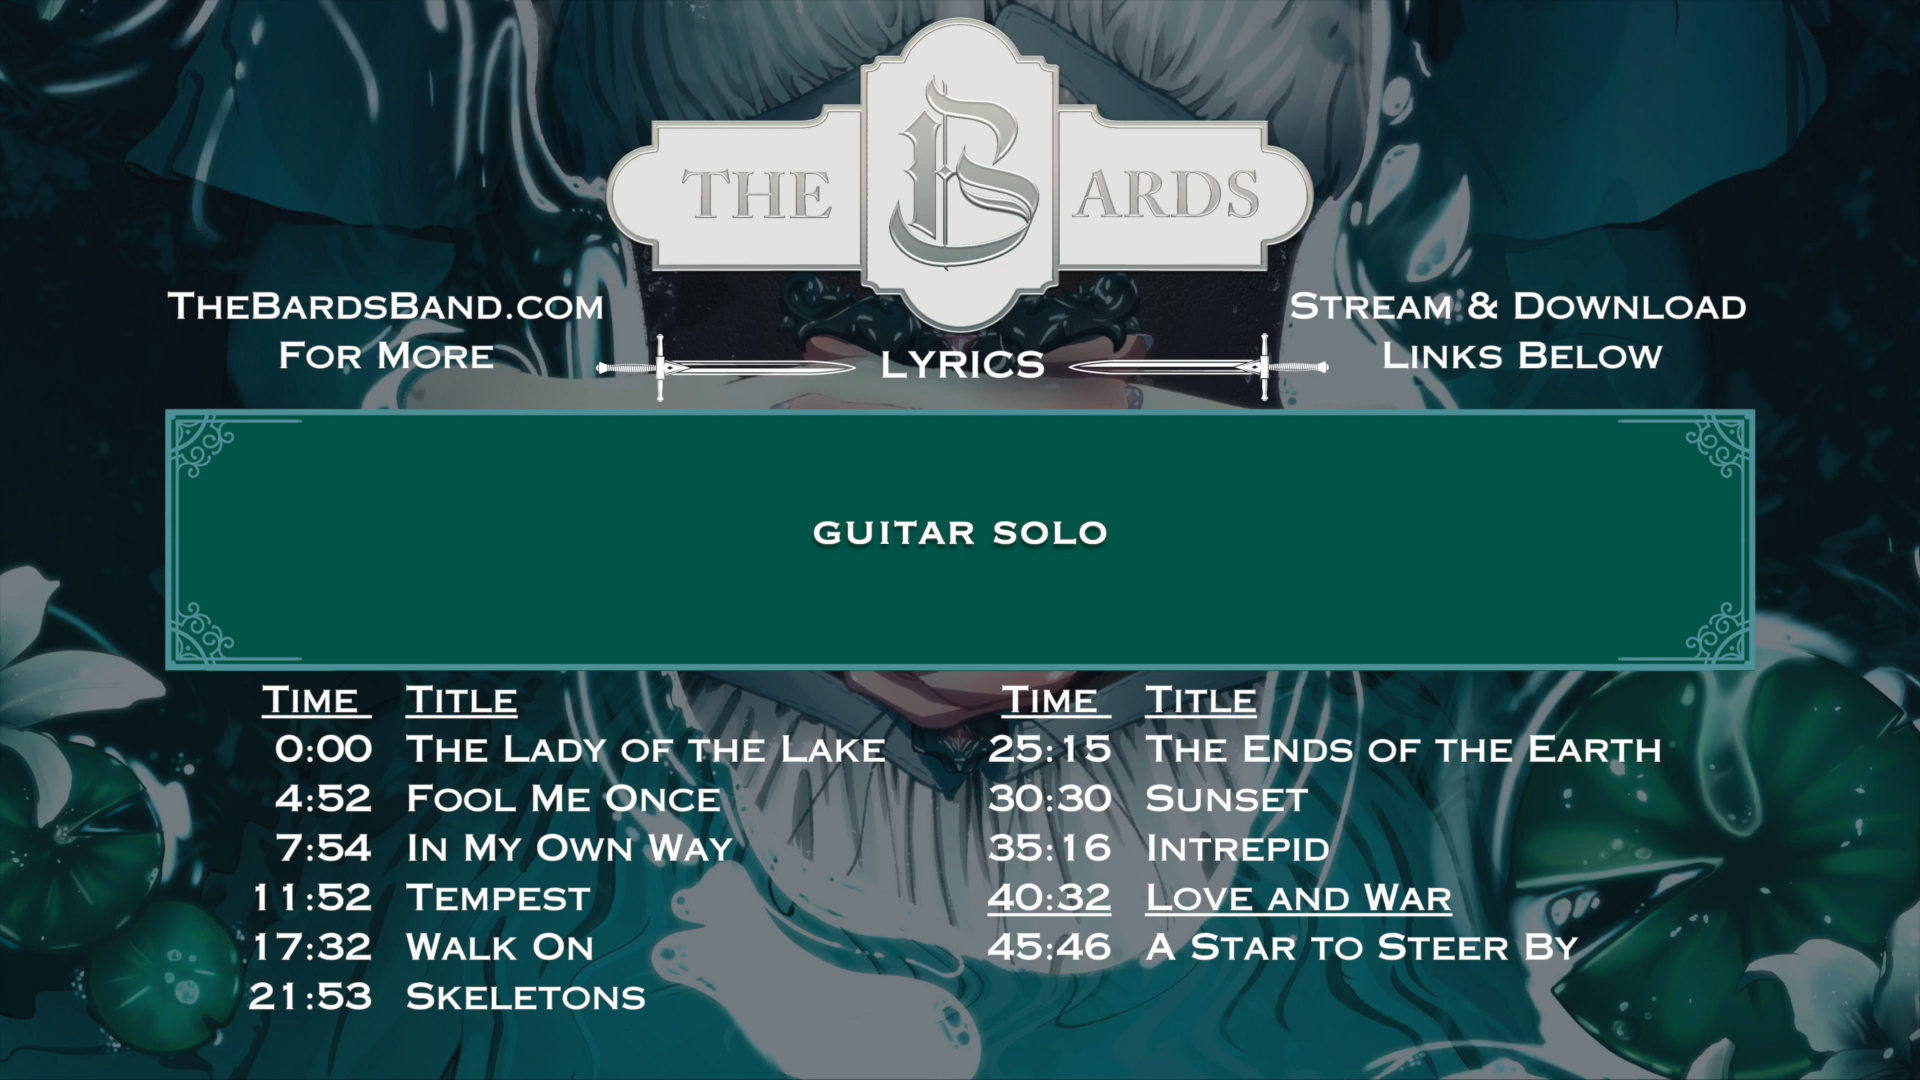 THE BARDS
THEBARDSBAND.COM
FOR MORE
STREAM & DOWNLOAD
LINKS BELOW
LYRICS
GUITAR SOLO
TIME TITLE
0:00 THE LADY OF THE LAKE
4:52 FOOL ME ONCE
7:54 IN MY OWN WAY
11:52 TEMPEST
17:32 WALK ON
21:53 SKELETONS
TIME TITLE
25:15 THE ENDS OF THE EARTH
30:30 SUNSET
35:16 INTREPID
40:32 LOVE AND WAR
45:46 A STAR TO STEER BY